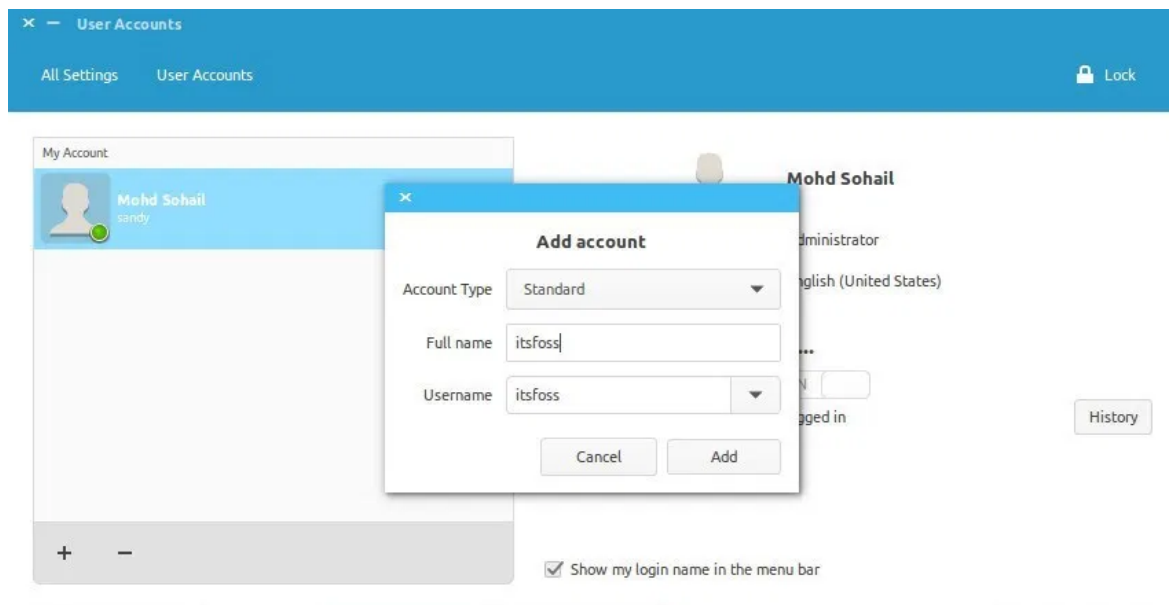 User Accounts
All Settings User Accounts Lock
My Account
Mohd Sohail
sandy
Mohd Sohail
Add account
dministrator
Account Type Standard
nglish (United States)
Full name itsfoss
...
Username itsfoss
N
gged in
History
Cancel Add
+ −
Show my login name in the menu bar